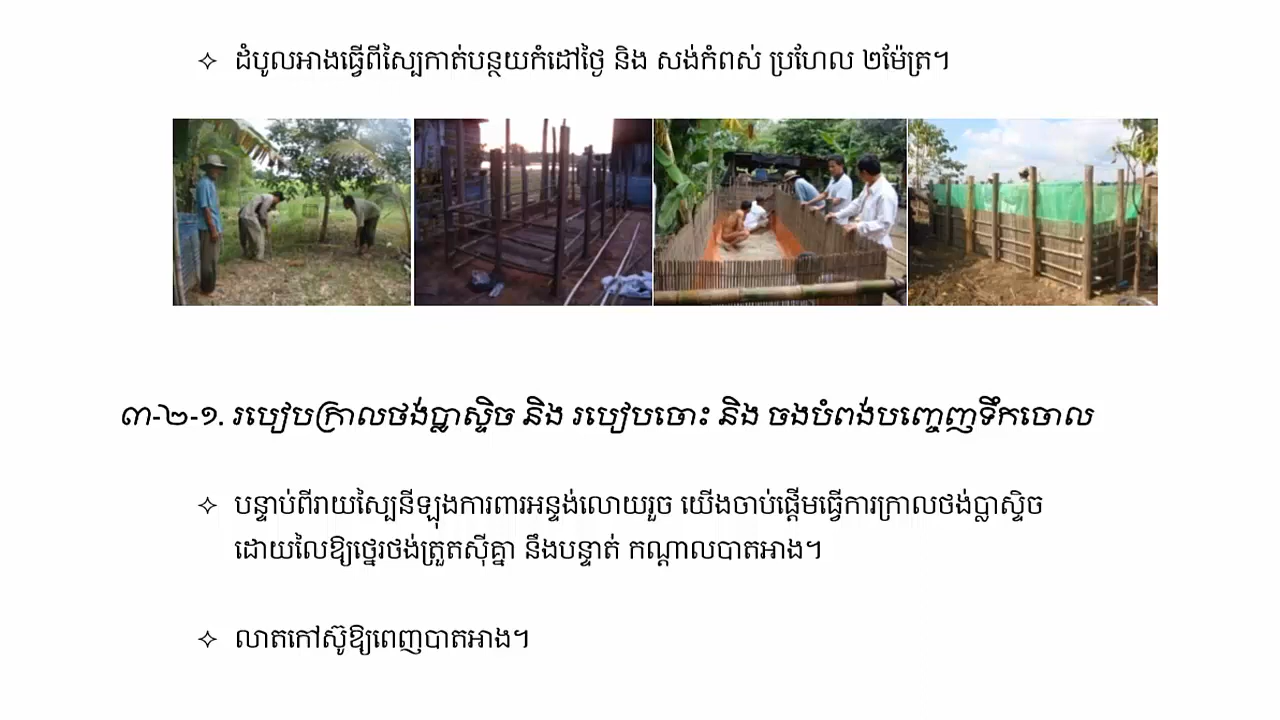 ✧ ដំបូលអាងធ្វើពីស្បៃកាត់បន្ថយកំដៅថ្ងៃ និង សង់កំពស់ ប្រហែល ២ម៉ែត្រ។
៣-២-១. របៀបក្រាលថង់ប្លាស្ទិច និង របៀបចោះ និង ចងបំពង់បញ្ចេញទឹកចោល
✧ បន្ទាប់ពីរាយស្បៃនីឡុងការពារអន្ទង់លោយរួច យើងចាប់ផ្តើមធ្វើការក្រាលថង់ប្លាស្ទិច
ដោយលៃឱ្យថ្នេរថង់ត្រួតស៊ីគ្នា នឹងបន្ទាត់ កណ្តាលបាតអាង។
✧ លាតកៅស៊ូឱ្យពេញបាតអាង។